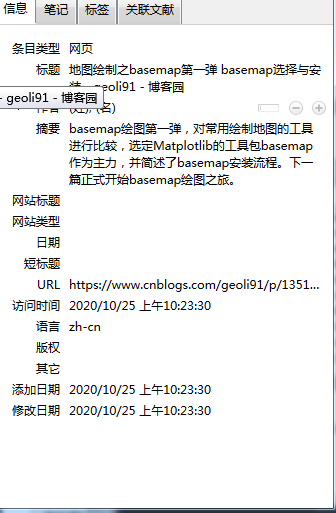 信息 笔记 标签 关联文献
条目类型 网页
标题 地图绘制之basemap第一弹 basemap选择与安
geoli91 - 博客园
- geoli91 - 博客园
(名)
摘要 basemap绘图第一弹，对常用绘制地图的工具
进行比较，选定Matplotlib的工具包basemap
作为主力，并简述了basemap安装流程。下一
篇正式开始basemap绘图之旅。
网站标题
网站类型
日期
短标题
URL https://www.cnblogs.com/geoli91/p/1351...
访问时间 2020/10/25 上午10:23:30
语言 zh-cn
版权
其它
添加日期 2020/10/25 上午10:23:30
修改日期 2020/10/25 上午10:23:30